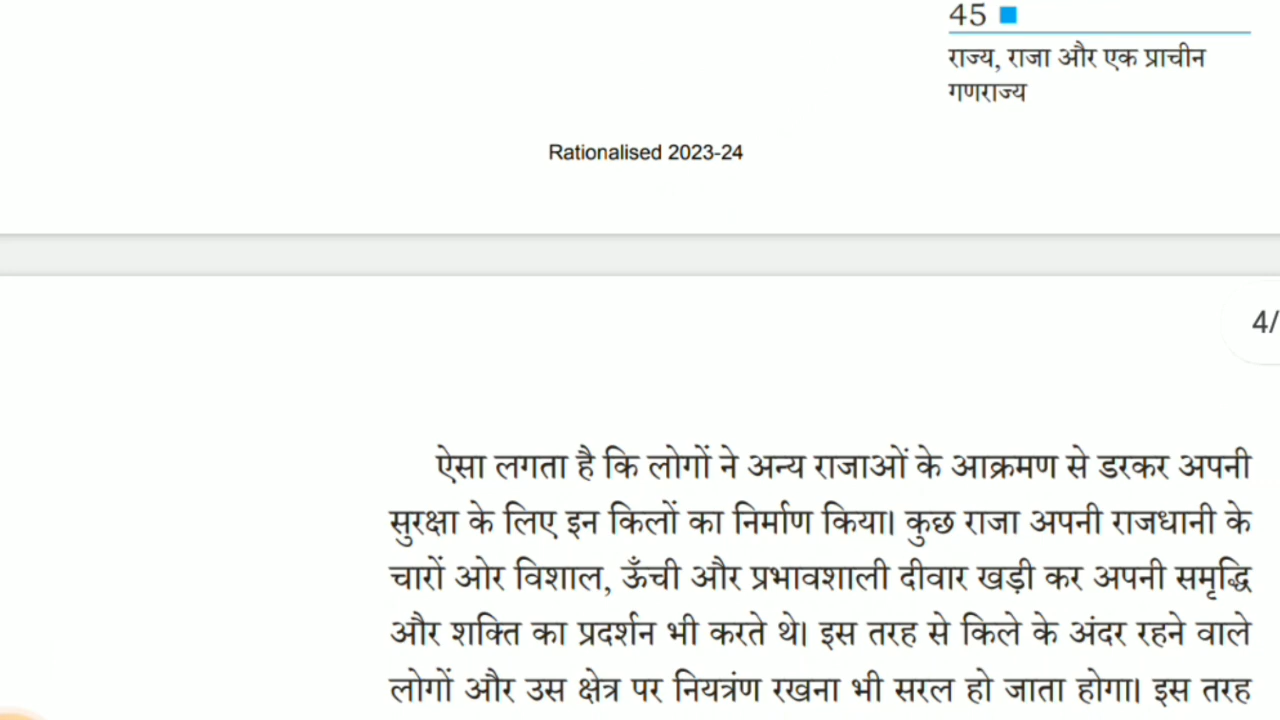 45
राज्य, राजा और एक प्राचीन
गणराज्य
Rationalised 2023-24
4/
ऐसा लगता है कि लोगों ने अन्य राजाओं के आक्रमण से डरकर अपनी
सुरक्षा के लिए इन किलों का निर्माण किया। कुछ राजा अपनी राजधानी के
चारों ओर विशाल, ऊँची और प्रभावशाली दीवार खड़ी कर अपनी समृद्धि
और शक्ति का प्रदर्शन भी करते थे। इस तरह से किले के अंदर रहने वाले
लोगों और उस क्षेत्र पर नियत्रंण रखना भी सरल हो जाता होगा। इस तरह